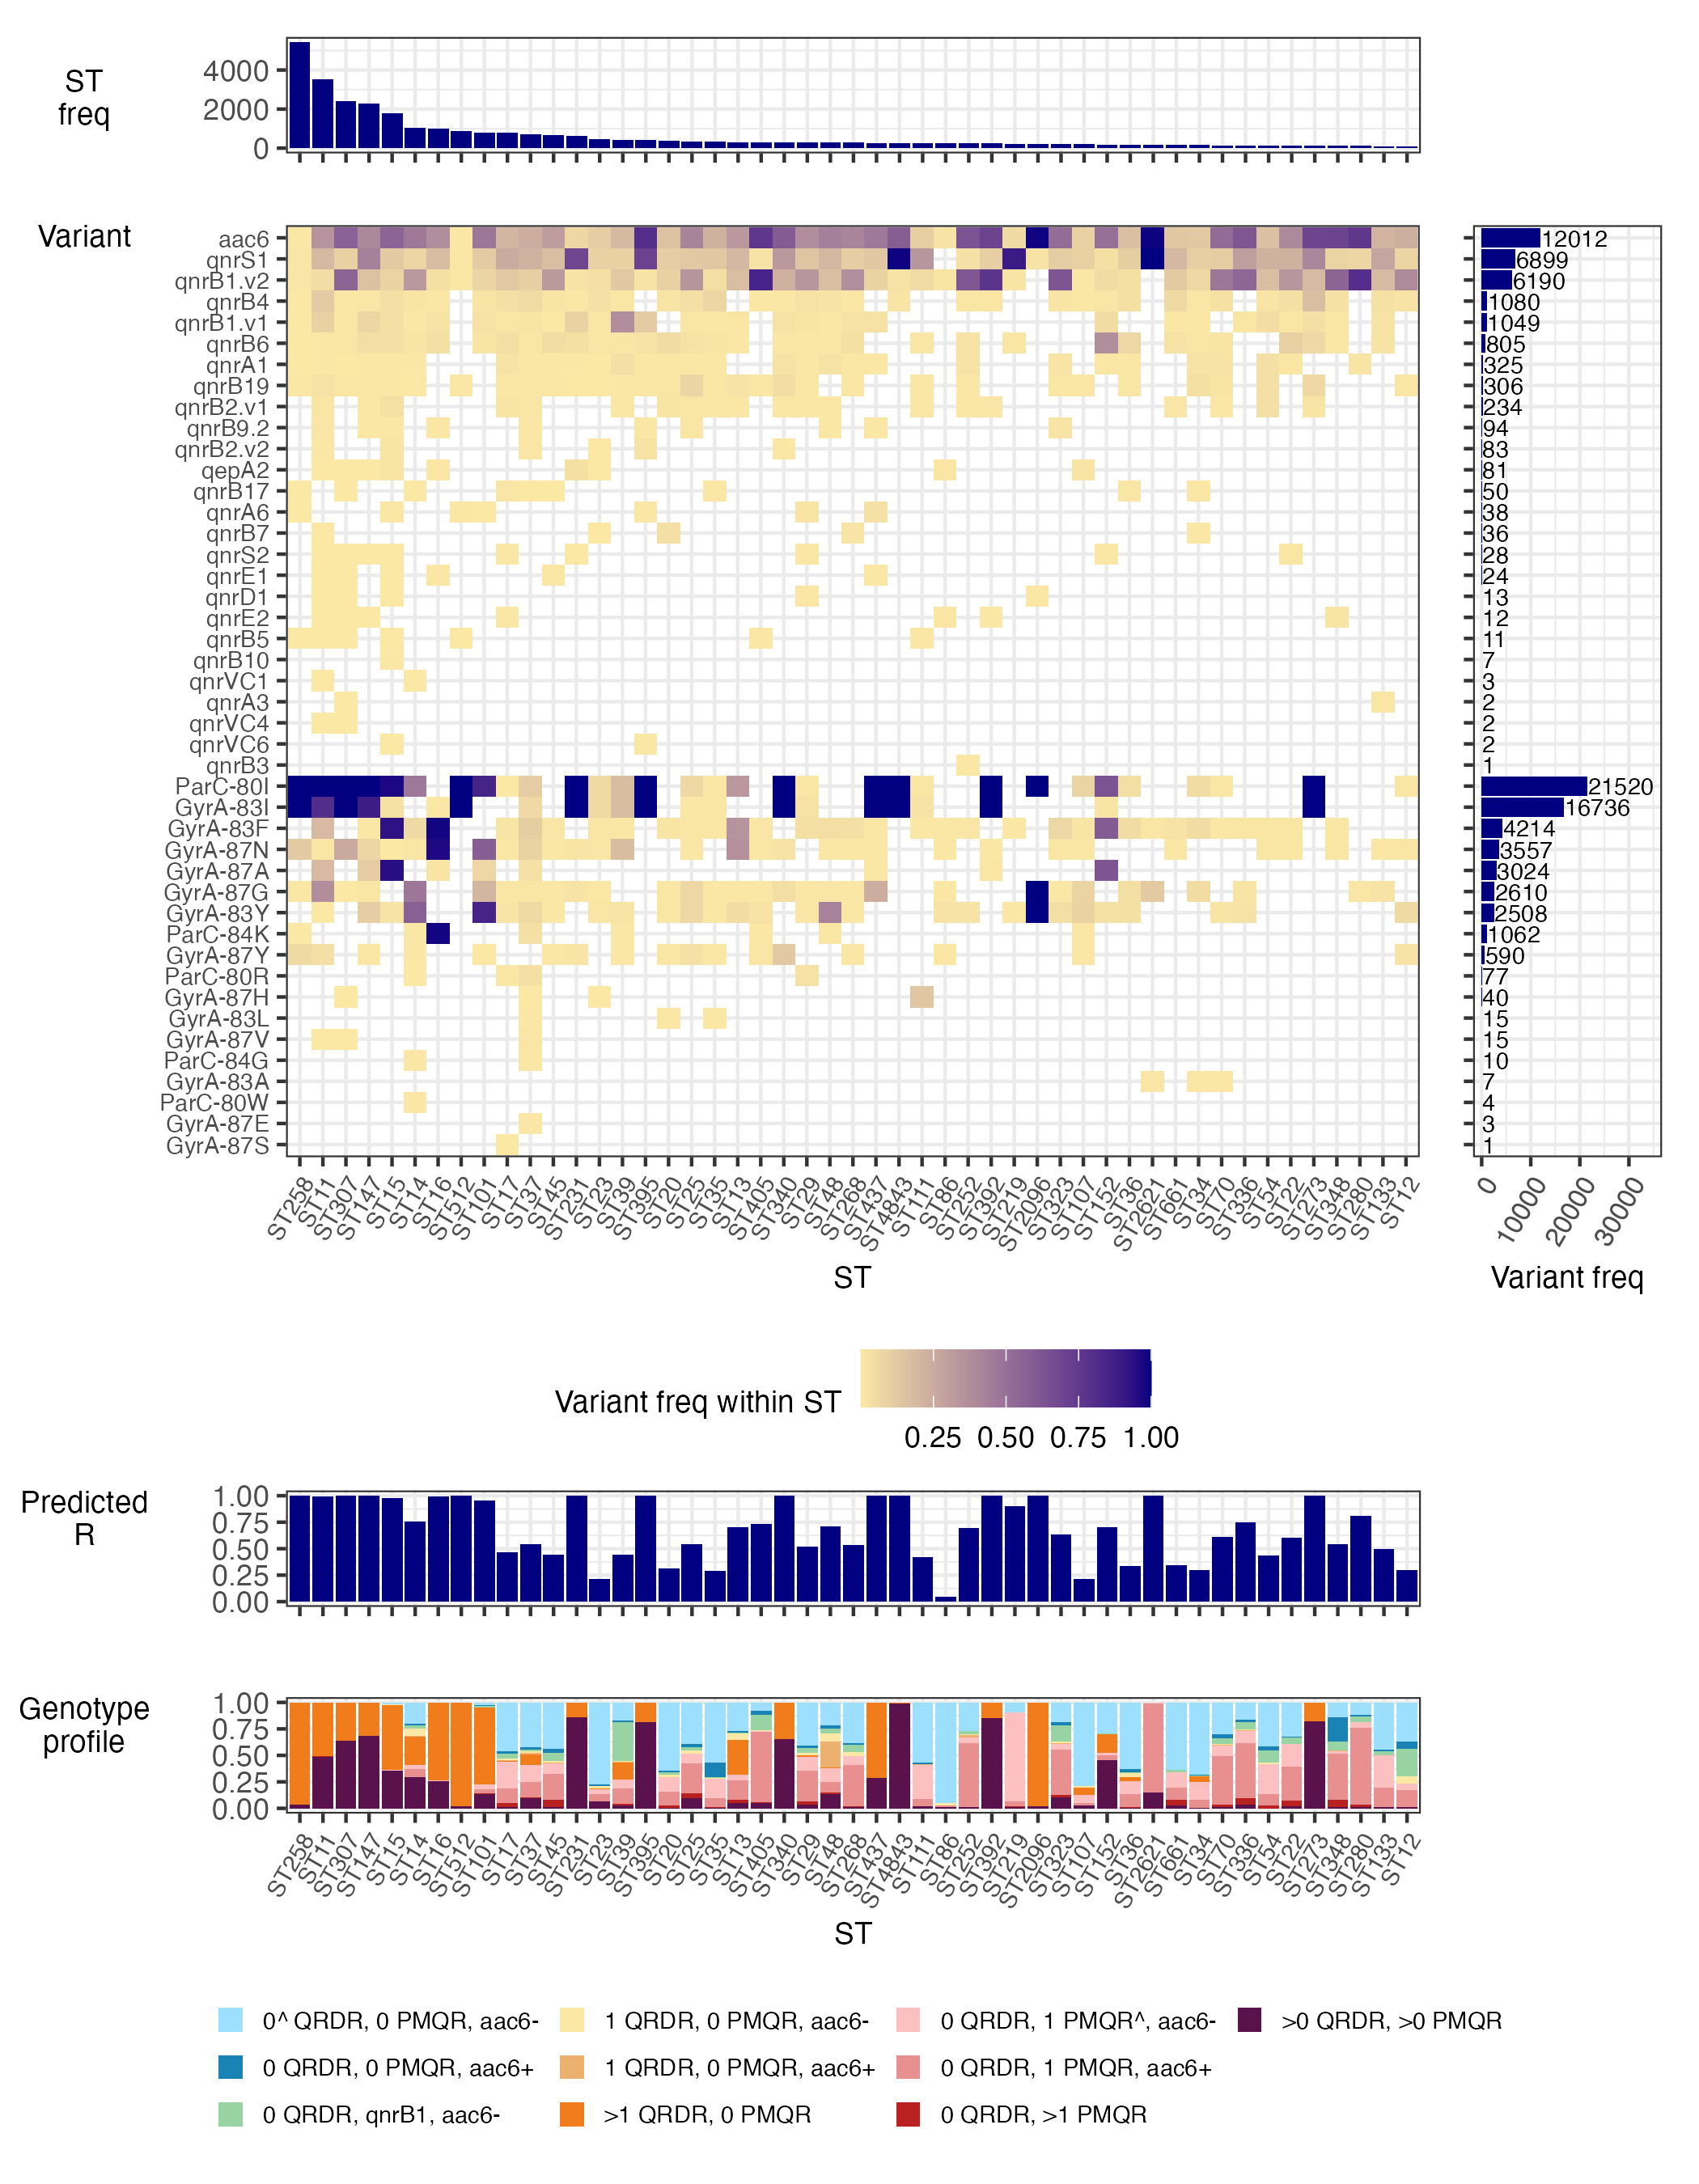 ST
freq
4000
2000
0
Variant
aac6
qnrS1
qnrB1.v2
qnrB4
qnrB1.v1
qnrB6
qnrA1
qnrB19
qnrB2.v1
qnrB9.2
qnrB2.v2
qepA2
qnrB17
qnrA6
qnrB7
qnrS2
qnrE1
qnrD1
qnrE2
qnrB5
qnrB10
qnrVC1
qnrA3
qnrVC4
qnrVC6
qnrB3
ParC-80I
GyrA-83I
GyrA-83F
GyrA-87N
GyrA-87A
GyrA-87G
GyrA-83Y
ParC-84K
GyrA-87Y
ParC-80R
GyrA-87H
GyrA-83L
GyrA-87V
ParC-84G
GyrA-83A
ParC-80W
GyrA-87E
GyrA-87S
12012
6899
6190
1080
1049
805
325
306
234
94
83
81
50
38
36
28
24
13
12
11
7
3
2
2
2
1
21520
16736
4214
3557
3024
2610
2508
1062
590
77
40
15
15
10
7
4
3
1
ST258 ST11 ST307 ST147 ST15 ST14 ST16 ST512 ST101 ST17 ST37 ST45 ST231 ST23 ST39 ST395 ST20 ST25 ST35 ST13 ST405 ST340 ST29 ST48 ST268 ST437 ST4843 ST111 ST86 ST252 ST392 ST219 ST2096 ST323 ST107 ST152 ST36 ST2621 ST661 ST34 ST70 ST336 ST54 ST22 ST273 ST348 ST280 ST133 ST12
0 10000 20000 30000
ST
Variant freq
Variant freq within ST
0.25 0.50 0.75 1.00
Predicted
R
1.00
0.75
0.50
0.25
0.00
Genotype
profile
1.00
0.75
0.50
0.25
0.00
ST258 ST11 ST307 ST147 ST15 ST14 ST16 ST512 ST101 ST17 ST37 ST45 ST231 ST23 ST39 ST395 ST20 ST25 ST35 ST13 ST405 ST340 ST29 ST48 ST268 ST437 ST4843 ST111 ST86 ST252 ST392 ST219 ST2096 ST323 ST107 ST152 ST36 ST2621 ST661 ST34 ST70 ST336 ST54 ST22 ST273 ST348 ST280 ST133 ST12
ST
0^ QRDR, 0 PMQR, aac6-
1 QRDR, 0 PMQR, aac6-
0 QRDR, 1 PMQR^, aac6-
>0 QRDR, >0 PMQR
0 QRDR, 0 PMQR, aac6+
1 QRDR, 0 PMQR, aac6+
0 QRDR, 1 PMQR, aac6+
0 QRDR, qnrB1, aac6-
>1 QRDR, 0 PMQR
0 QRDR, >1 PMQR